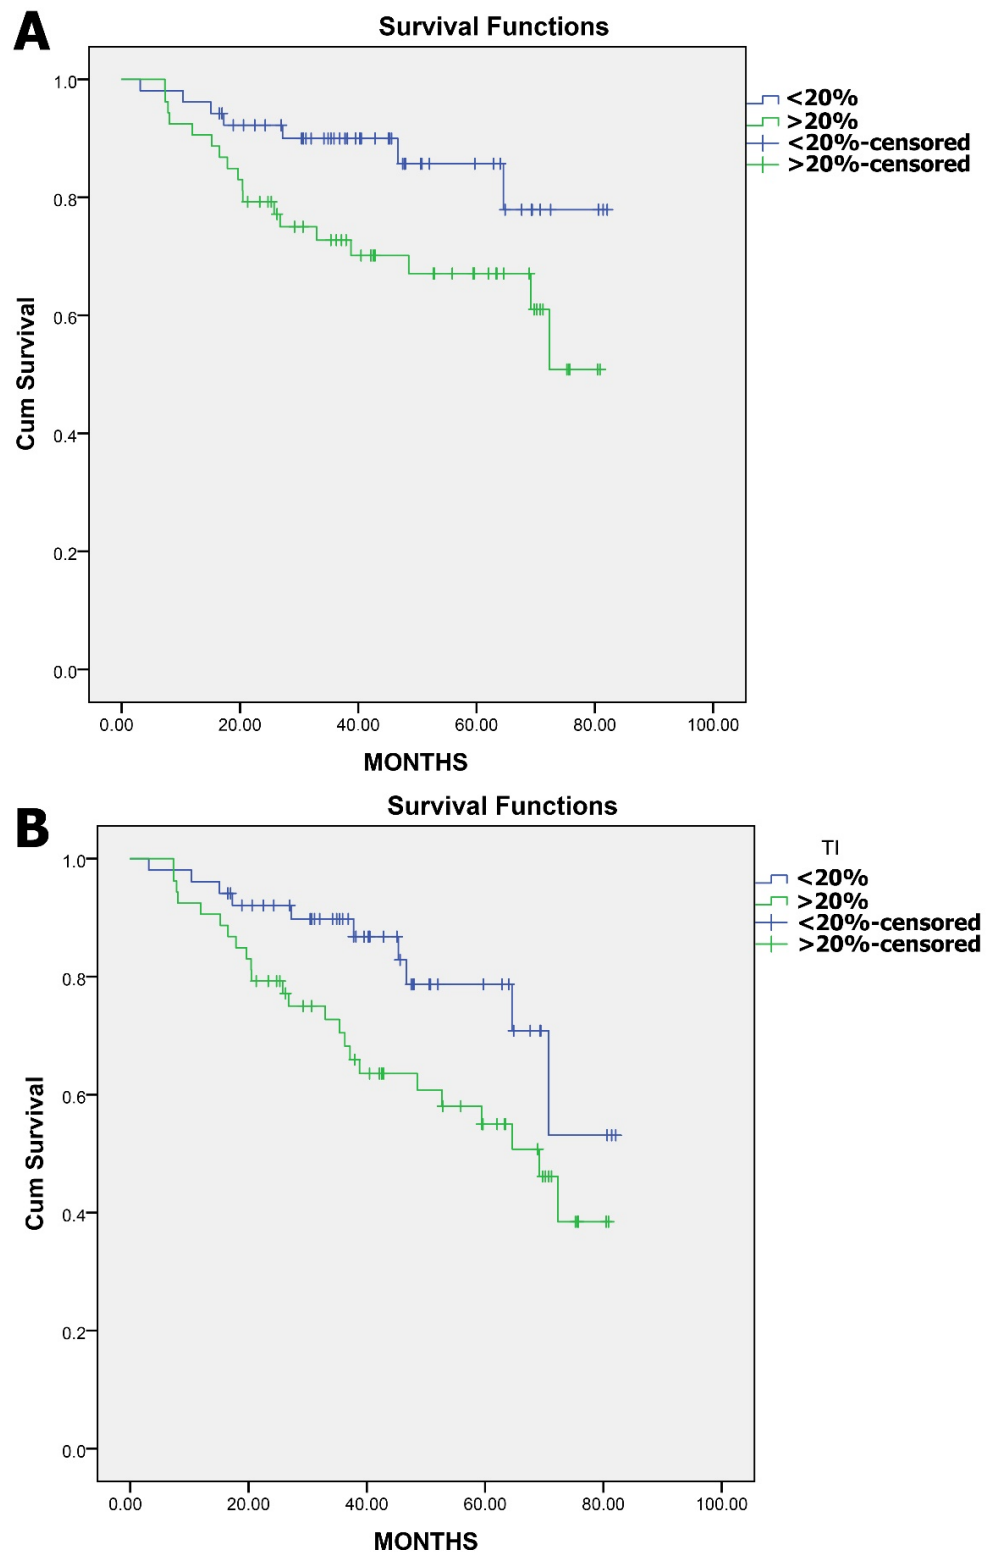 A
Survival Functions
1.0
0.8
0.6
0.4
0.2
0.0
Cum Survival
0.00 20.00 40.00 60.00 80.00 100.00
MONTHS
<20%
>20%
<20%-censored
>20%-censored
B
Survival Functions
1.0
0.8
0.6
0.4
0.2
0.0
Cum Survival
0.00 20.00 40.00 60.00 80.00 100.00
MONTHS
TI
<20%
>20%
<20%-censored
>20%-censored